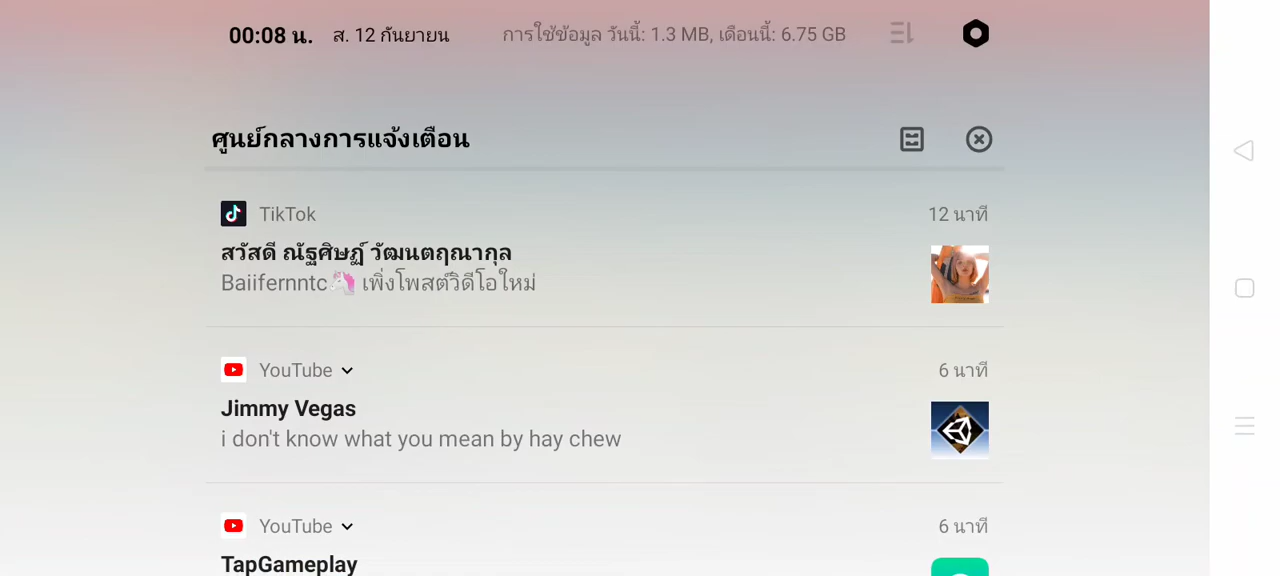 00:08 น. ส. 12 กันยายน การใช้ข้อมูล วันนี้: 1.3 MB, เดือนนี้: 6.75 GB
ศูนย์กลางการแจ้งเตือน
TikTok 12 นาที
สวัสดี ณัฐศิษฏ์ วัฒนตฤณากุล
Baiifernntc🦄 เพิ่งโพสต์วิดีโอใหม่
YouTube 6 นาที
Jimmy Vegas
i don't know what you mean by hay chew
YouTube 6 นาที
TapGameplay